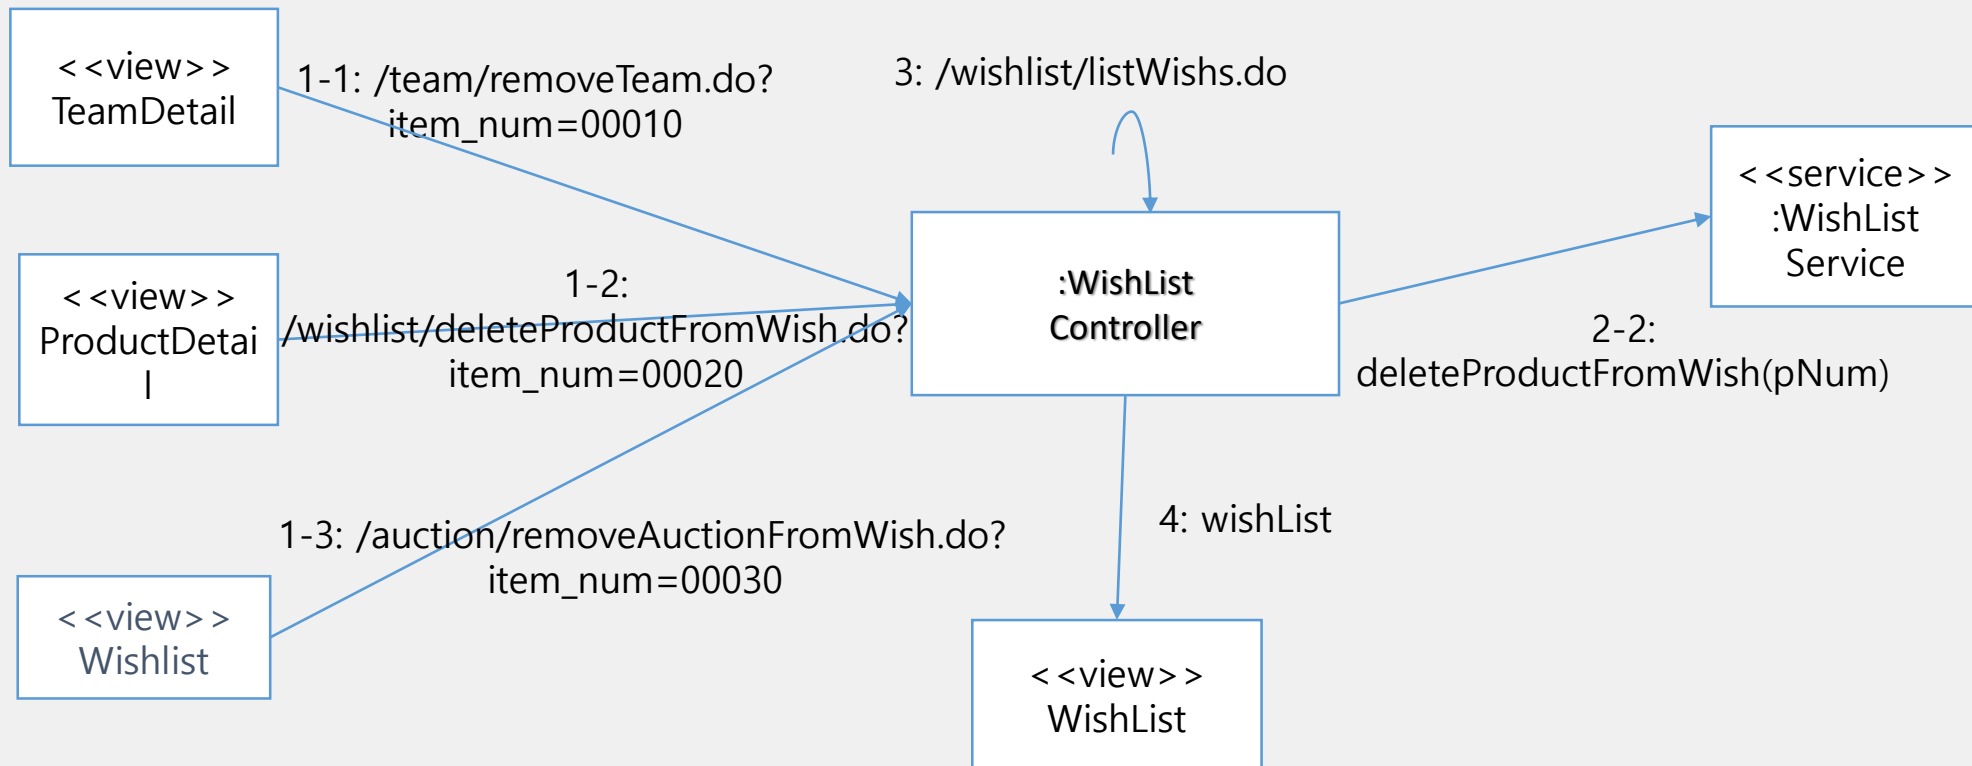 <<view>>
TeamDetail
1-1: /team/removeTeam.do?
item_num=00010
3: /wishlist/listWishs.do
<<service>>
:WishList
Service
<<view>>
ProductDetai
l
1-2:
/wishlist/deleteProductFromWish.do?
item_num=00020
:WishList
Controller
2-2:
deleteProductFromWish(pNum)
1-3: /auction/removeAuctionFromWish.do?
item_num=00030
4: wishList
<<view>>
Wishlist
<<view>>
WishList